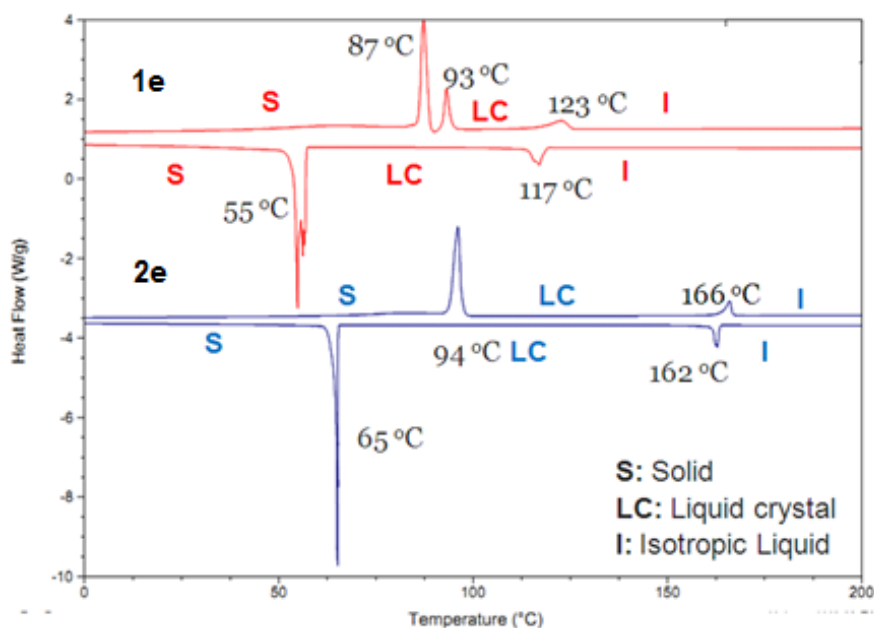 4
87 °C
1e
93 °C
2
S
LC
123 °C
I
0
S
LC
I
55 °C
117 °C
-2
2e
S
LC
166 °C
I
-4
S
94 °C
LC
162 °C
I
65 °C
-6
-8
S: Solid
LC: Liquid crystal
I: Isotropic Liquid
-10
0
50
100
150
200
Temperature (°C)
Heat Flow (W/g)